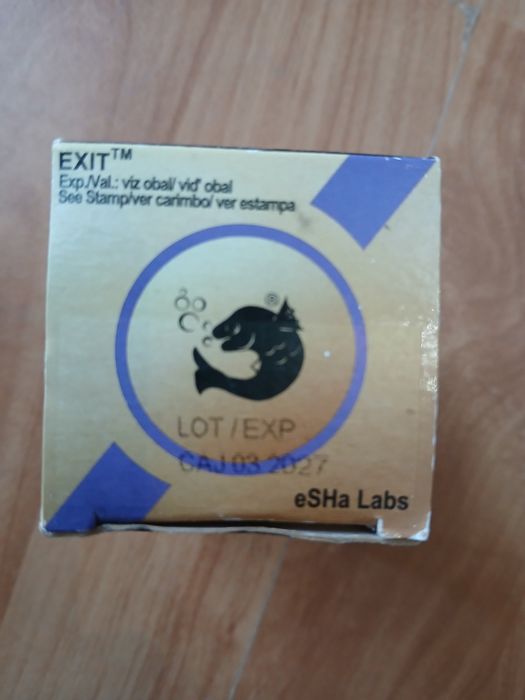 EXIT™
Exp./Val.: viz obal/ vid' obal
See Stamp/ver carimbo/ ver estampa
®
LOT/EXP
CAJ 03 2027
eSHa Labs